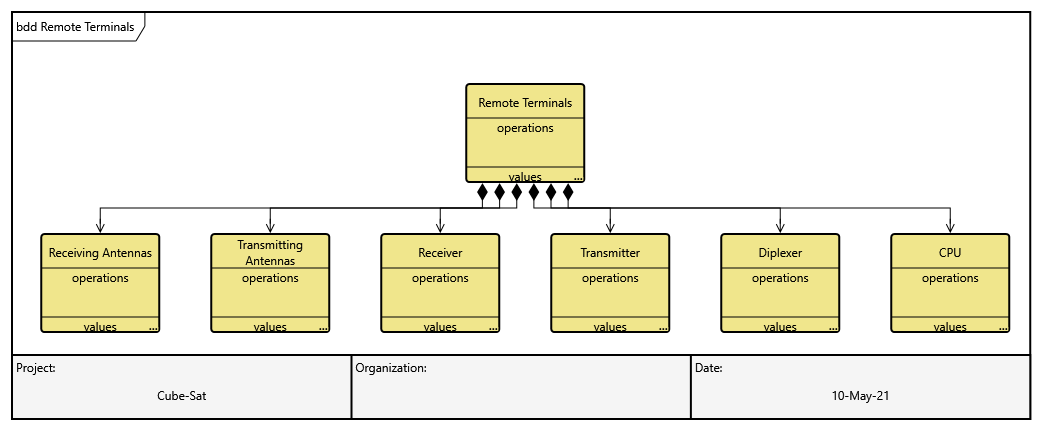 bdd Remote Terminals
Remote Terminals
operations
values
...
Receiving Antennas
operations
values
...
Transmitting
Antennas
operations
values
...
Receiver
operations
values
...
Transmitter
operations
values
...
Diplexer
operations
values
...
CPU
operations
values
...
Project:
Cube-Sat
Organization:
Date:
10-May-21